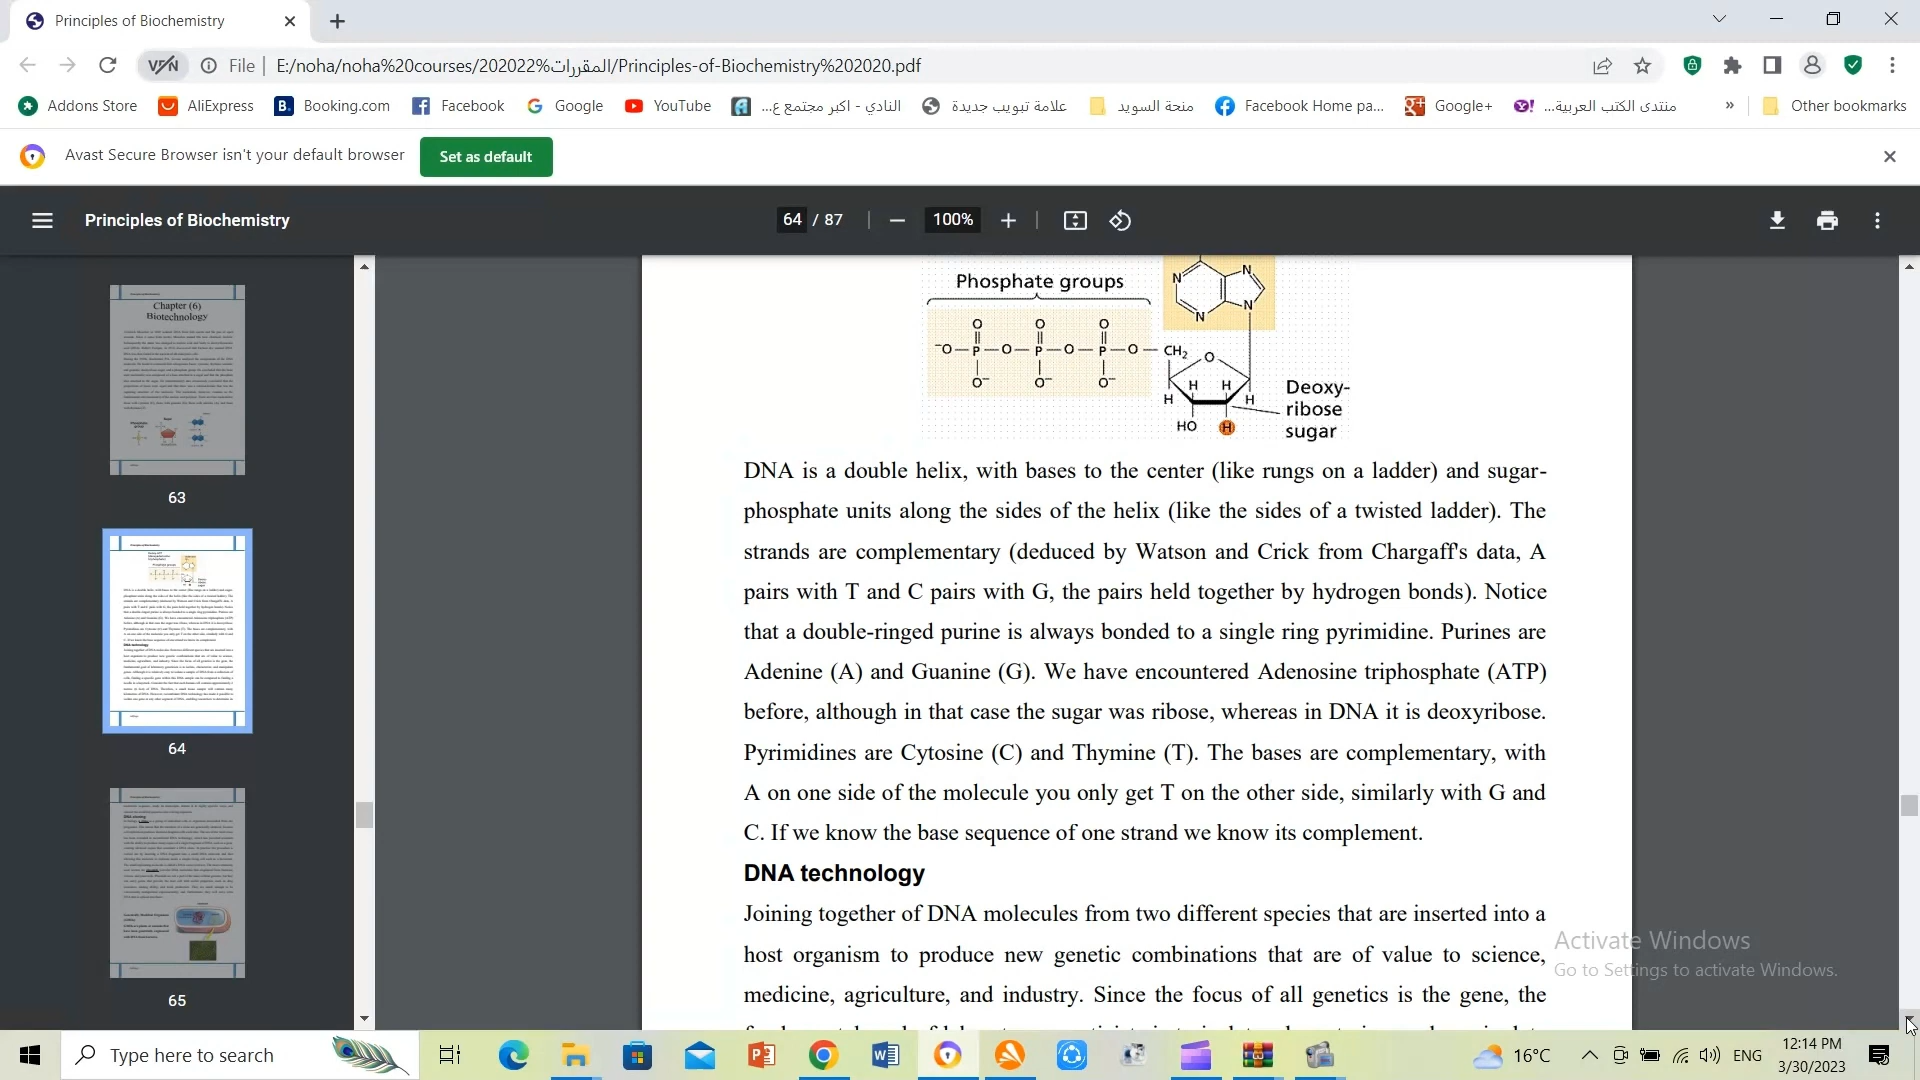 Principles of Biochemistry
VPN
File
E:/noha/noha%20courses/202022%المقررات/Principles-of-Biochemistry%202020.pdf
Addons Store
AliExpress
B.
Booking.com
Facebook
Google
YouTube
النادي - اكبر مجتمع ع...
علامة تبويب جديدة
منحة السويد
Facebook Home pa...
Google+
منتدى الكتب العربية...
»
Other bookmarks
Avast Secure Browser isn't your default browser
Set as default
Principles of Biochemistry
64 / 87
100%
Chapter (6)
Biotechnology
63
64
65
Phosphate groups
N N
N N
O O O
⁻O—P—O—P—O—P—O—CH₂ O
O⁻ O⁻ O⁻
H H H H
HO H
Deoxy-
ribose
sugar
DNA is a double helix, with bases to the center (like rungs on a ladder) and sugar-
phosphate units along the sides of the helix (like the sides of a twisted ladder). The
strands are complementary (deduced by Watson and Crick from Chargaff's data, A
pairs with T and C pairs with G, the pairs held together by hydrogen bonds). Notice
that a double-ringed purine is always bonded to a single ring pyrimidine. Purines are
Adenine (A) and Guanine (G). We have encountered Adenosine triphosphate (ATP)
before, although in that case the sugar was ribose, whereas in DNA it is deoxyribose.
Pyrimidines are Cytosine (C) and Thymine (T). The bases are complementary, with
A on one side of the molecule you only get T on the other side, similarly with G and
C. If we know the base sequence of one strand we know its complement.
DNA technology
Joining together of DNA molecules from two different species that are inserted into a
host organism to produce new genetic combinations that are of value to science,
medicine, agriculture, and industry. Since the focus of all genetics is the gene, the
Activate Windows
Go to Settings to activate Windows.
Type here to search
16°C
ENG
12:14 PM
3/30/2023